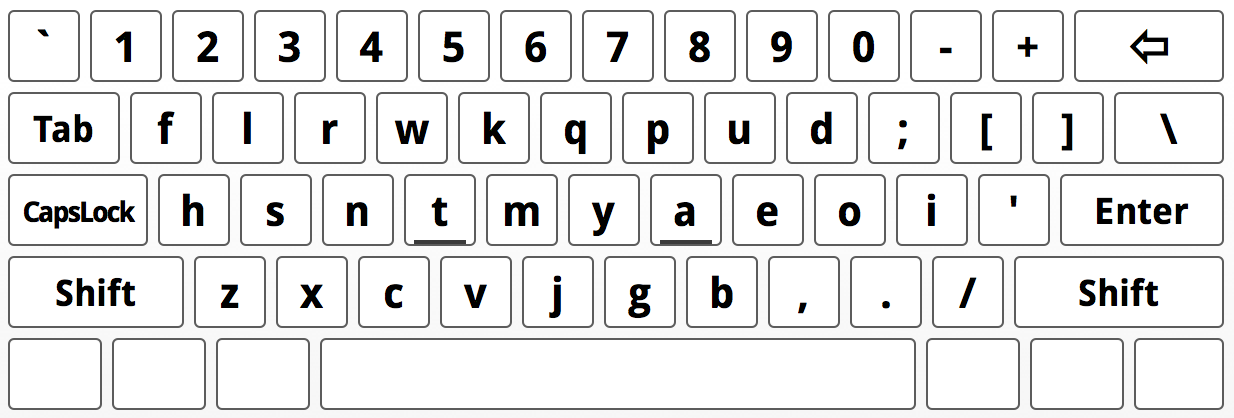 ` 1 2 3 4 5 6 7 8 9 0 - + ⇦
Tab f l r w k q p u d ; [ ] \
CapsLock h s n t m y a e o i ' Enter
Shift z x c v j g b , . / Shift